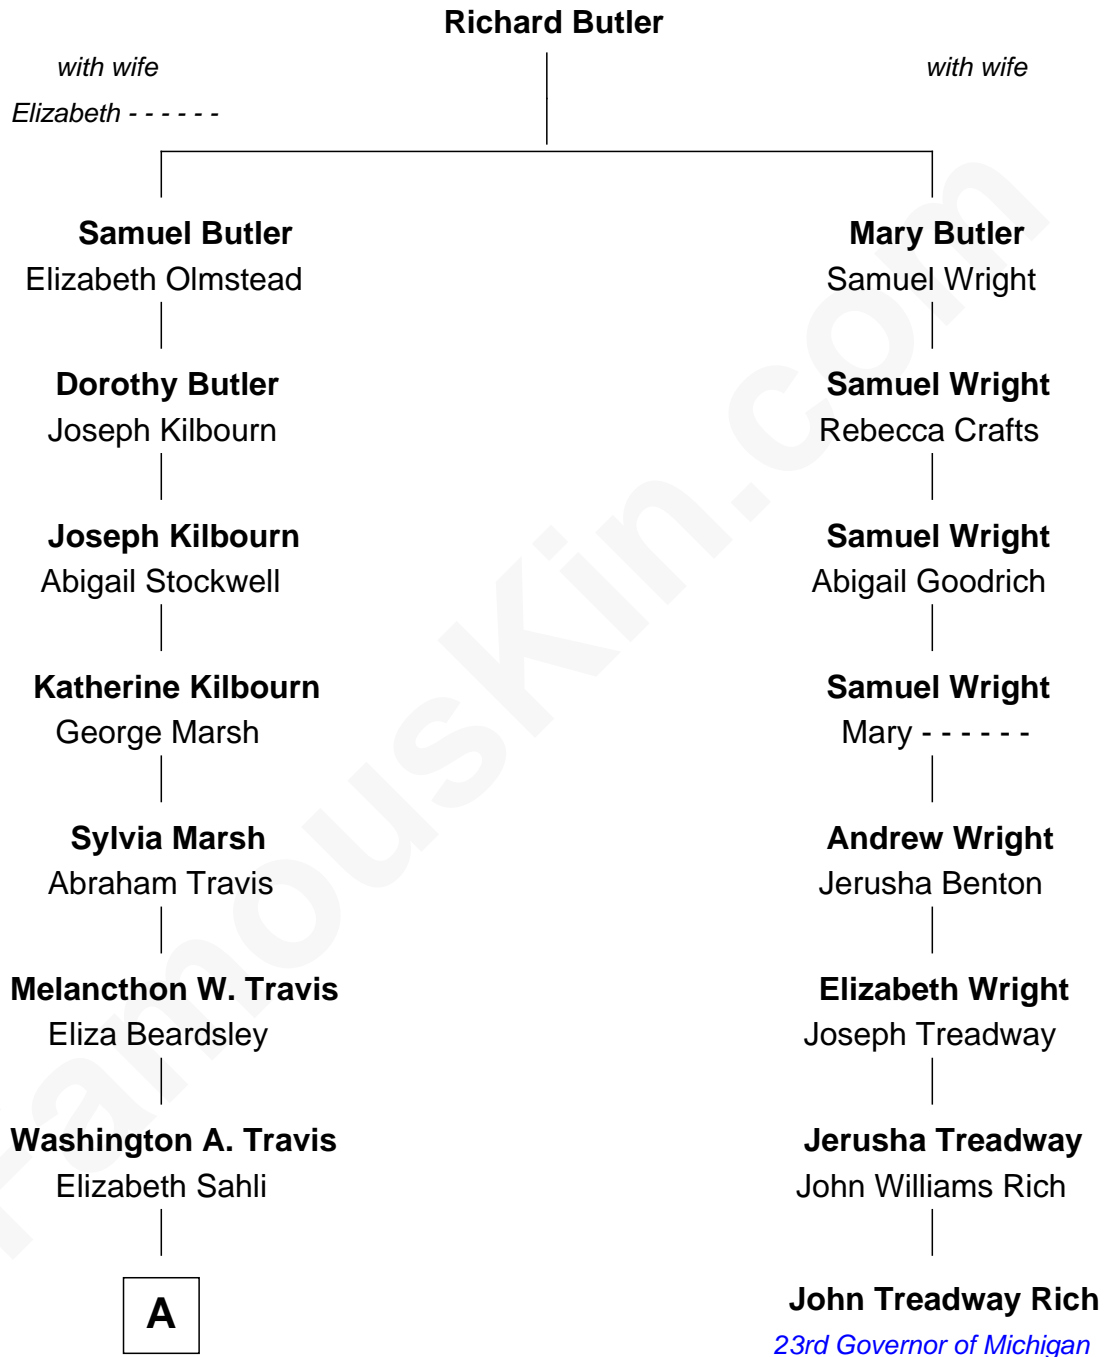 Richard Butler
with wife
with wife
Elizabeth - - - - - -
Samuel Butler
Mary Butler
Elizabeth Olmstead
Samuel Wright
Dorothy Butler
Samuel Wright
Joseph Kilbourn
Rebecca Crafts
Joseph Kilbourn
Samuel Wright
Abigail Stockwell
Abigail Goodrich
Katherine Kilbourn
Samuel Wright
George Marsh
Mary - - - - - -
Sylvia Marsh
Andrew Wright
Abraham Travis
Jerusha Benton
Melancthon W. Travis
Elizabeth Wright
Eliza Beardsley
Joseph Treadway
Washington A. Travis
Jerusha Treadway
Elizabeth Sahli
John Williams Rich
A
John Treadway Rich
23rd Governor of Michigan
FamousKin.com